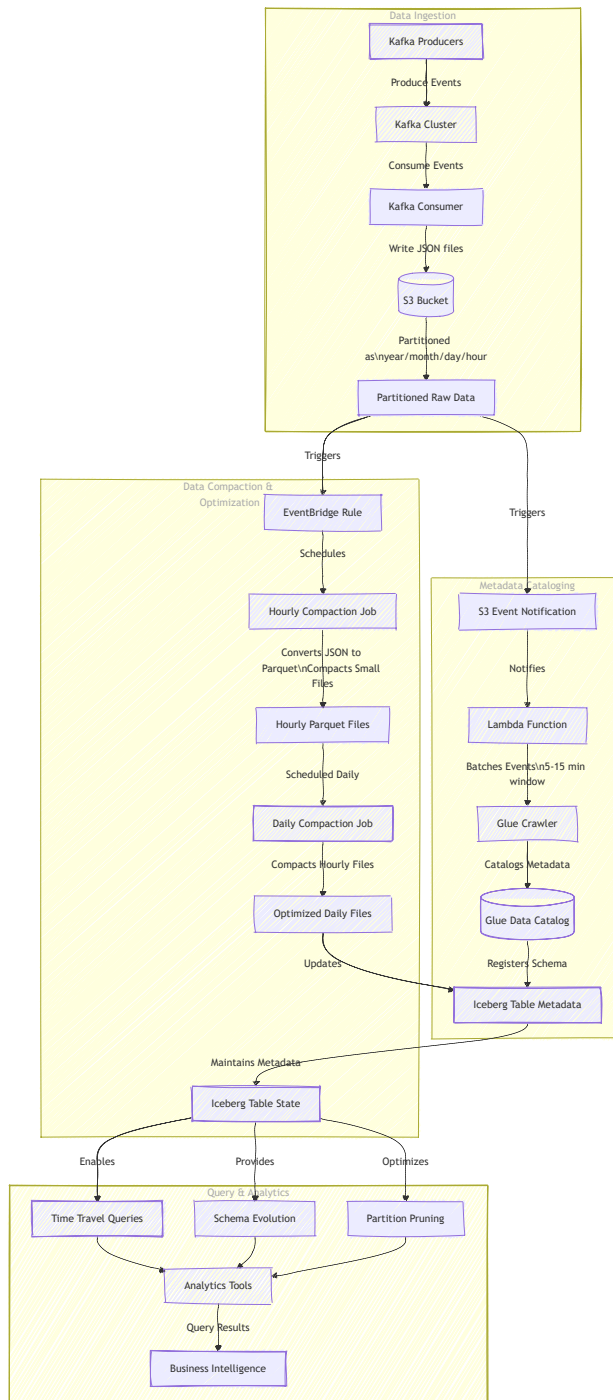 Data Ingestion
Kafka Producers
Produce Events
Kafka Cluster
Consume Events
Kafka Consumer
Write JSON files
S3 Bucket
Partitioned
as\nyear/month/day/hour
Partitioned Raw Data
Triggers
Triggers
Data Compaction &
Optimization
EventBridge Rule
Schedules
Hourly Compaction Job
Converts JSON to
Parquet\nCompacts Small
Files
Hourly Parquet Files
Scheduled Daily
Daily Compaction Job
Compacts Hourly Files
Optimized Daily Files
Updates
Metadata Cataloging
S3 Event Notification
Notifies
Lambda Function
Batches Events\n5-15 min
window
Glue Crawler
Catalogs Metadata
Glue Data Catalog
Registers Schema
Iceberg Table Metadata
Maintains Metadata
Iceberg Table State
Enables
Provides
Optimizes
Query & Analytics
Time Travel Queries
Schema Evolution
Partition Pruning
Analytics Tools
Query Results
Business Intelligence